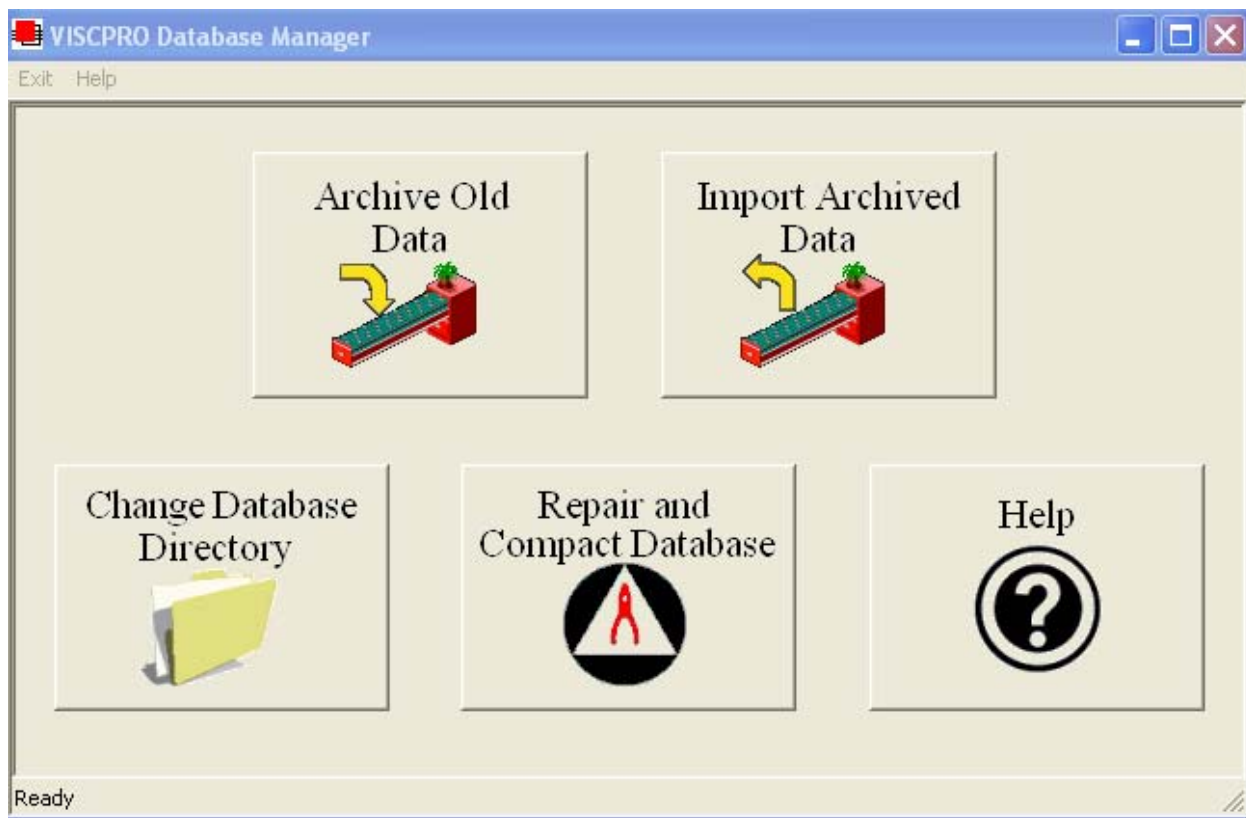 VISCPRO Database Manager
Exit Help
Archive Old
Data
Import Archived
Data
Change Database
Directory
Repair and
Compact Database
Help
?
Ready